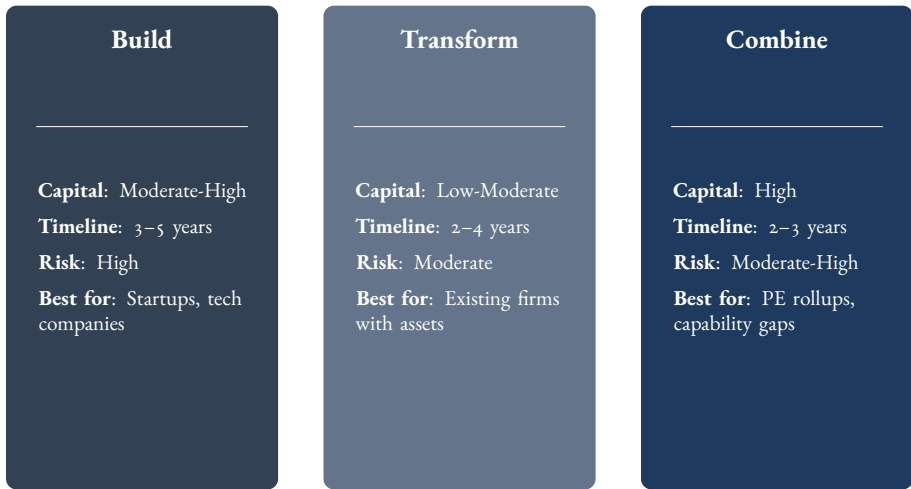 Build
Capital: Moderate-High
Timeline: 3–5 years
Risk: High
Best for: Startups, tech
companies
Transform
Capital: Low-Moderate
Timeline: 2–4 years
Risk: Moderate
Best for: Existing firms
with assets
Combine
Capital: High
Timeline: 2–3 years
Risk: Moderate-High
Best for: PE rollups,
capability gaps